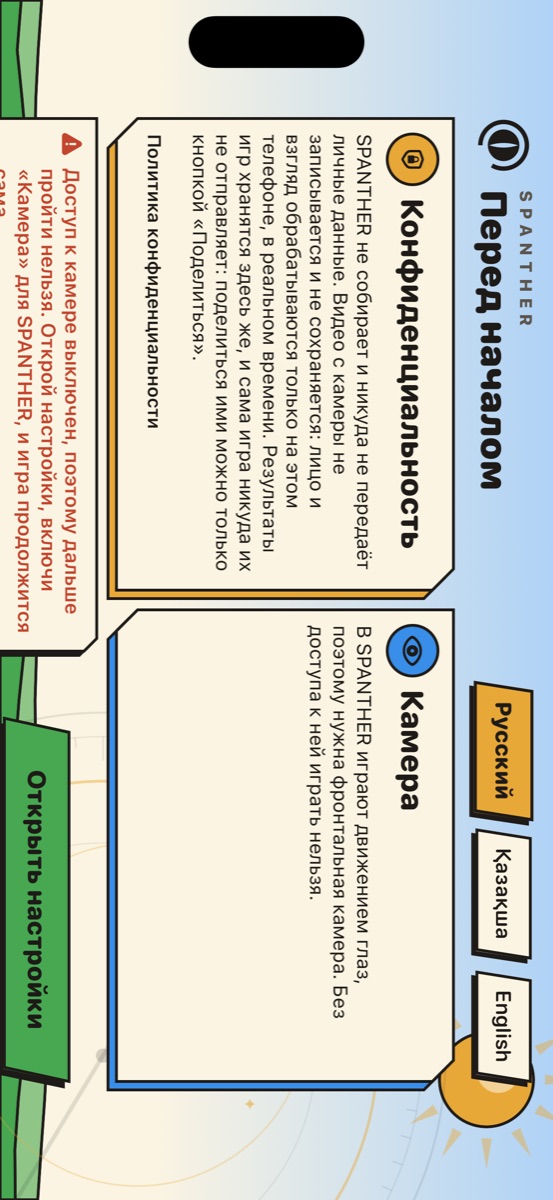 SPANTHER
Перед началом
Русский
Қазақша
English
Конфиденциальность
SPANTHER не собирает и никуда не передаёт
личные данные. Видео с камеры не
записывается и не сохраняется: лицо и
взгляд обрабатываются только на этом
телефоне, в реальном времени. Результаты
игр хранятся здесь же, и сама игра никуда их
не отправляет: поделиться ими можно только
кнопкой «Поделиться».
Политика конфиденциальности
Камера
В SPANTHER играют движением глаз,
поэтому нужна фронтальная камера. Без
доступа к ней играть нельзя.
Доступ к камере выключен, поэтому дальше
пройти нельзя. Открой настройки, включи
«Камера» для SPANTHER, и игра продолжится
сама.
Открыть настройки